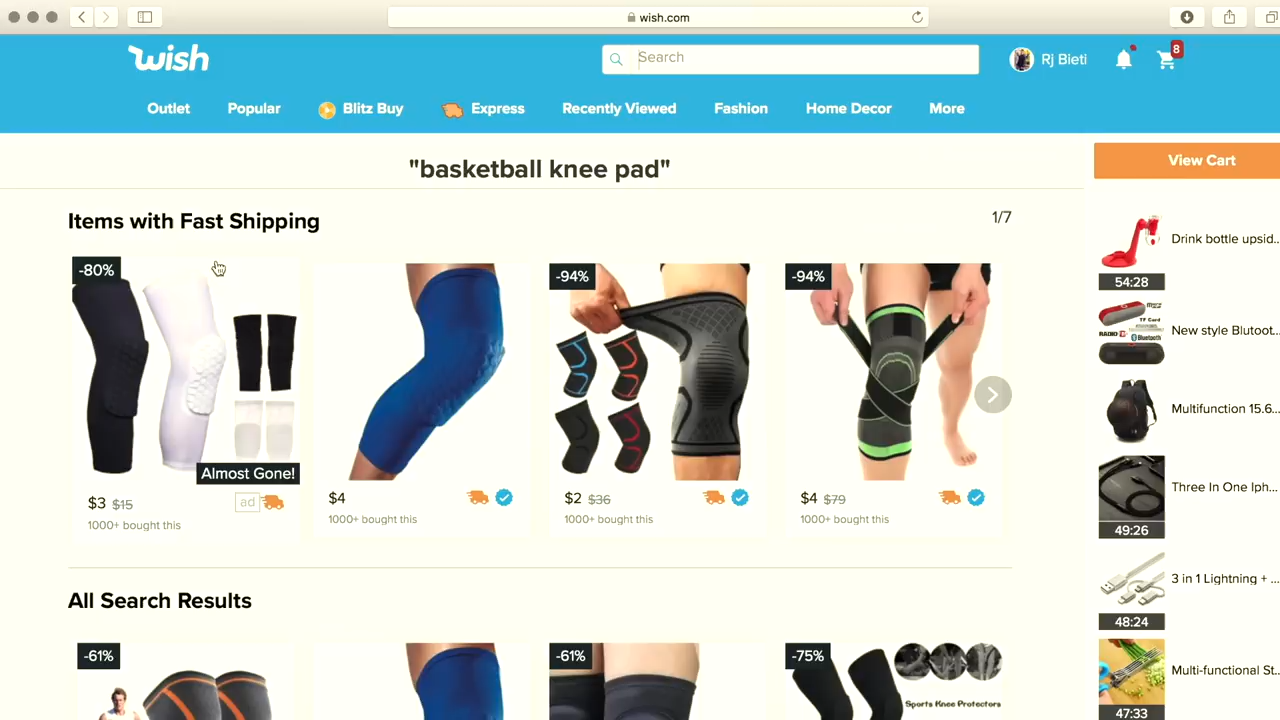 wish.com
wish
Search
Rj Bieti
8
Outlet
Popular
Blitz Buy
Express
Recently Viewed
Fashion
Home Decor
More
"basketball knee pad"
View Cart
Items with Fast Shipping
1/7
-80%
Almost Gone!
$3 $15
ad
1000+ bought this
$4
1000+ bought this
-94%
$2 $36
1000+ bought this
-94%
$4 $79
1000+ bought this
Drink bottle upsid...
54:28
New style Blutoot...
TF Card
RADIO
Bluetooth
Multifunction 15.6...
Three In One Iph...
49:26
3 in 1 Lightning + ...
48:24
Multi-functional St...
47:33
All Search Results
-61%
-61%
-75%
Sports Knee Protectors